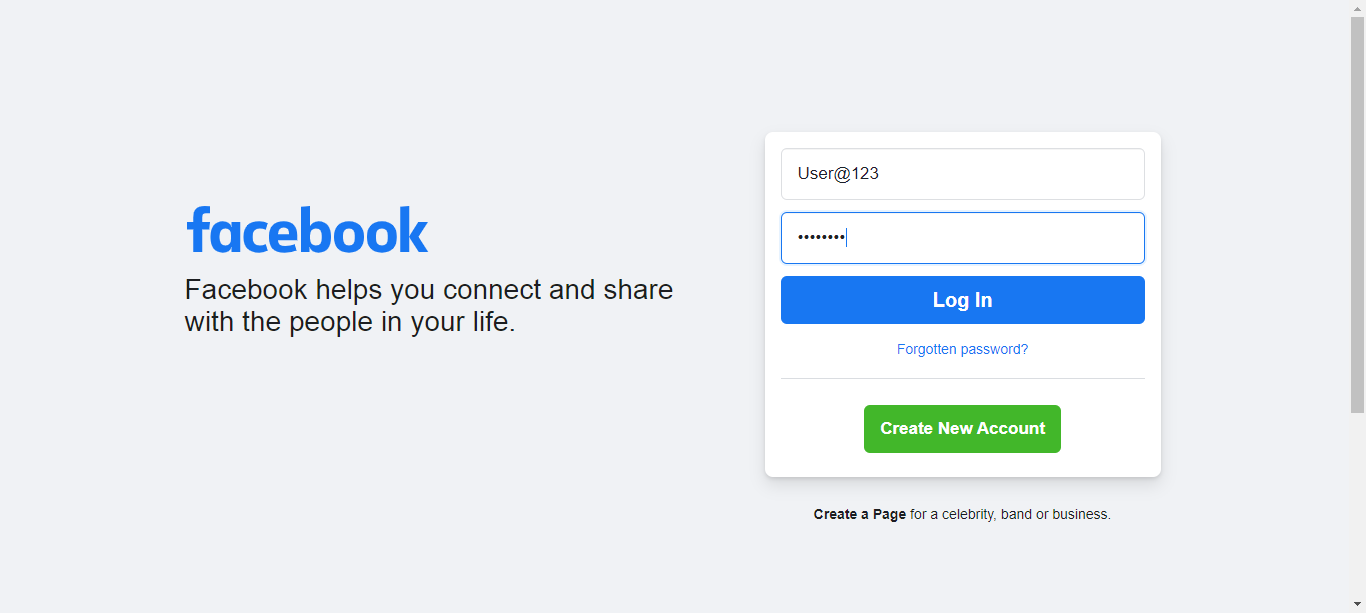 facebook
Facebook helps you connect and share
with the people in your life.
User@123
••••••••
Log In
Forgotten password?
Create New Account
Create a Page for a celebrity, band or business.